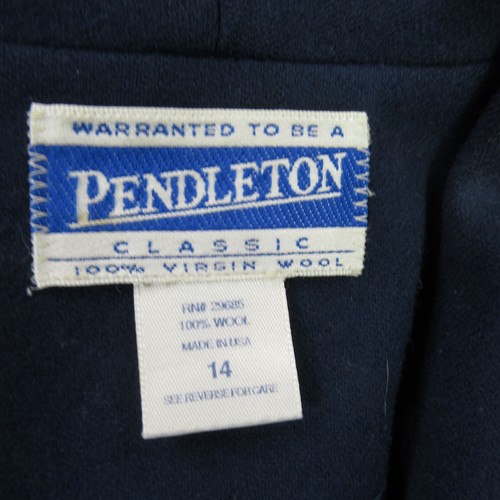 WARRANTED TO BE A
PENDLETON
CLASSIC
100% VIRGIN WOOL
RN# 29685
100% WOOL
MADE IN USA
14
SEE REVERSE FOR CARE